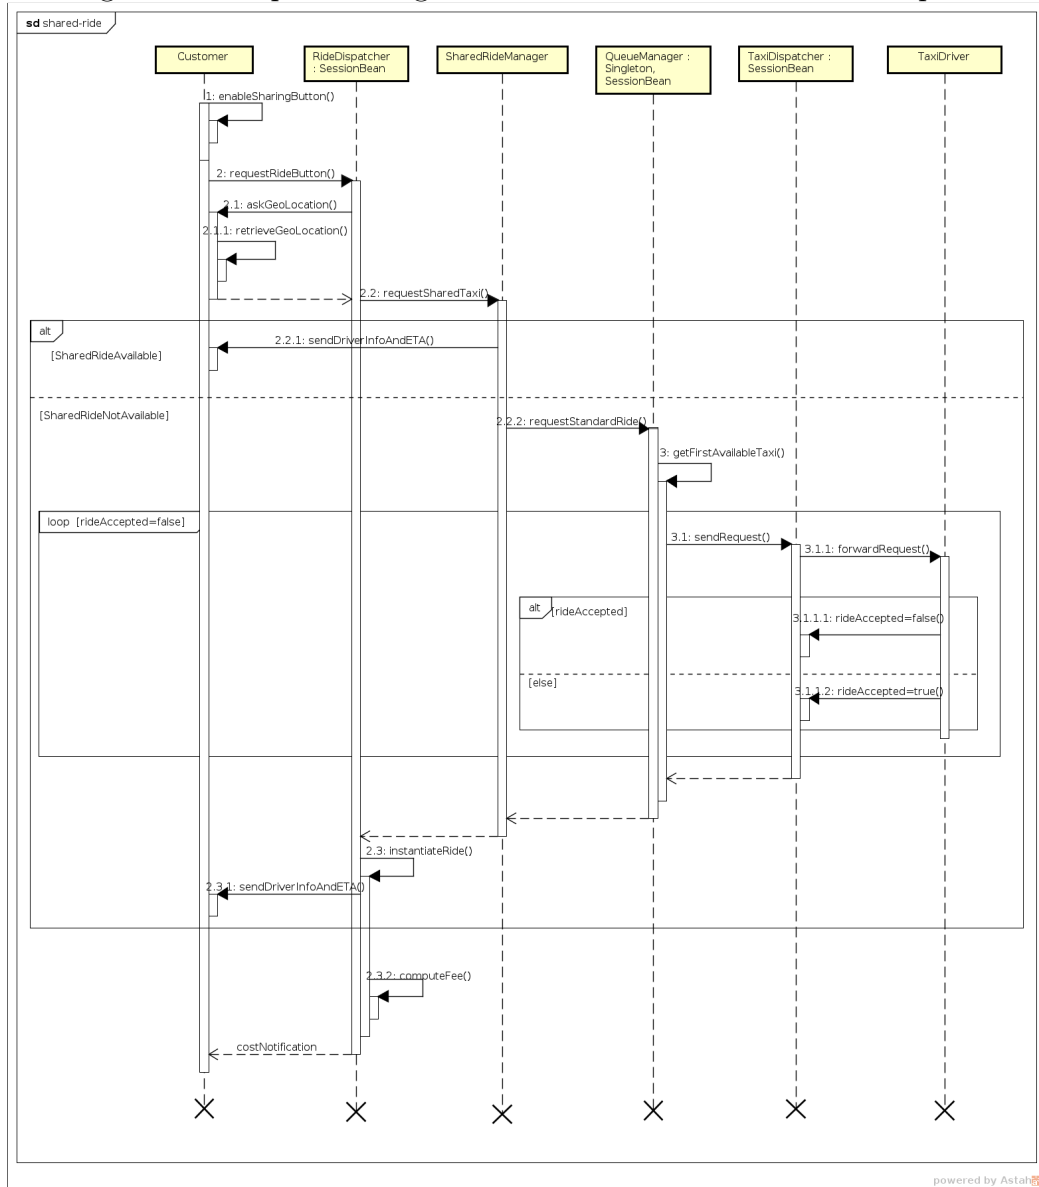 sd shared-ride
Customer
RideDispatcher
: SessionBean
SharedRideManager
QueueManager :
Singleton,
SessionBean
TaxiDispatcher :
SessionBean
TaxiDriver
1: enableSharingButton()
2: requestRideButton()
2.1: askGeoLocation()
2.1.1: retrieveGeoLocation()
2.2: requestSharedTaxi()
alt
2.2.1: sendDriverInfoAndETA()
[SharedRideAvailable]
[SharedRideNotAvailable]
2.2.2: requestStandardRide()
3: getFirstAvailableTaxi()
loop [rideAccepted=false]
3.1: sendRequest()
3.1.1: forwardRequest()
alt
[rideAccepted]
3.1.1.1: rideAccepted=false()
[else]
3.1.1.2: rideAccepted=true()
2.3: instantiateRide()
2.3.1: sendDriverInfoAndETA()
2.3.2: computeFee()
costNotification
powered by Astah